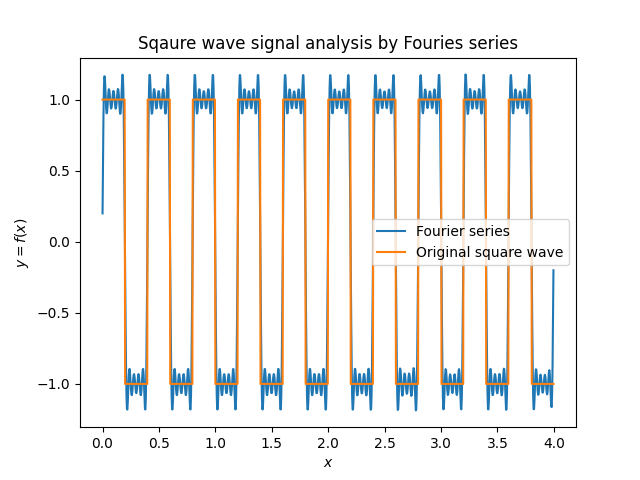 Sqaure wave signal analysis by Fouries series
1.0
0.5
0.0
−0.5
−1.0
y = f(x)
Fourier series
Original square wave
0.0 0.5 1.0 1.5 2.0 2.5 3.0 3.5 4.0
x